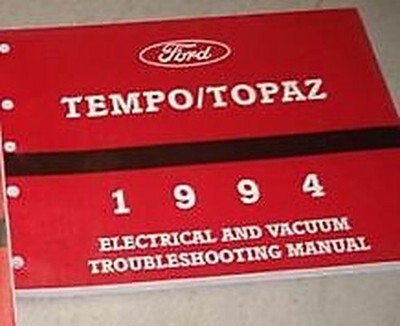 Ford
TEMPO/TOPAZ
1994
ELECTRICAL AND VACUUM
TROUBLESHOOTING MANUAL